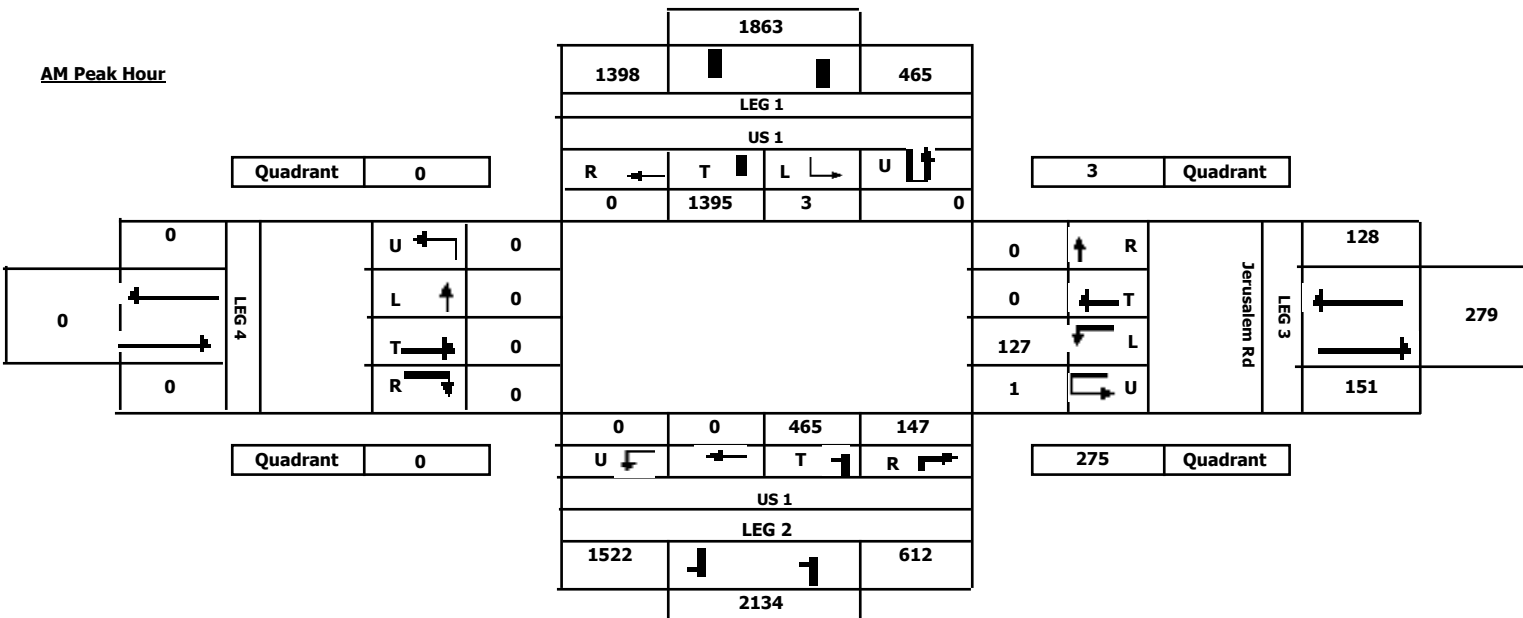 1863
AM Peak Hour
1398 465
LEG 1
US 1
Quadrant 0
R T L U
3 Quadrant
0 1395 3 0
0 U 0
0 R 128
L 0
0 T
0 LEG 4
Jerusalem Rd LEG 3
279
T 0
127 L
0 R 0
1 U 151
0 0 465 147
Quadrant 0
U T R
275 Quadrant
US 1
LEG 2
1522 612
2134